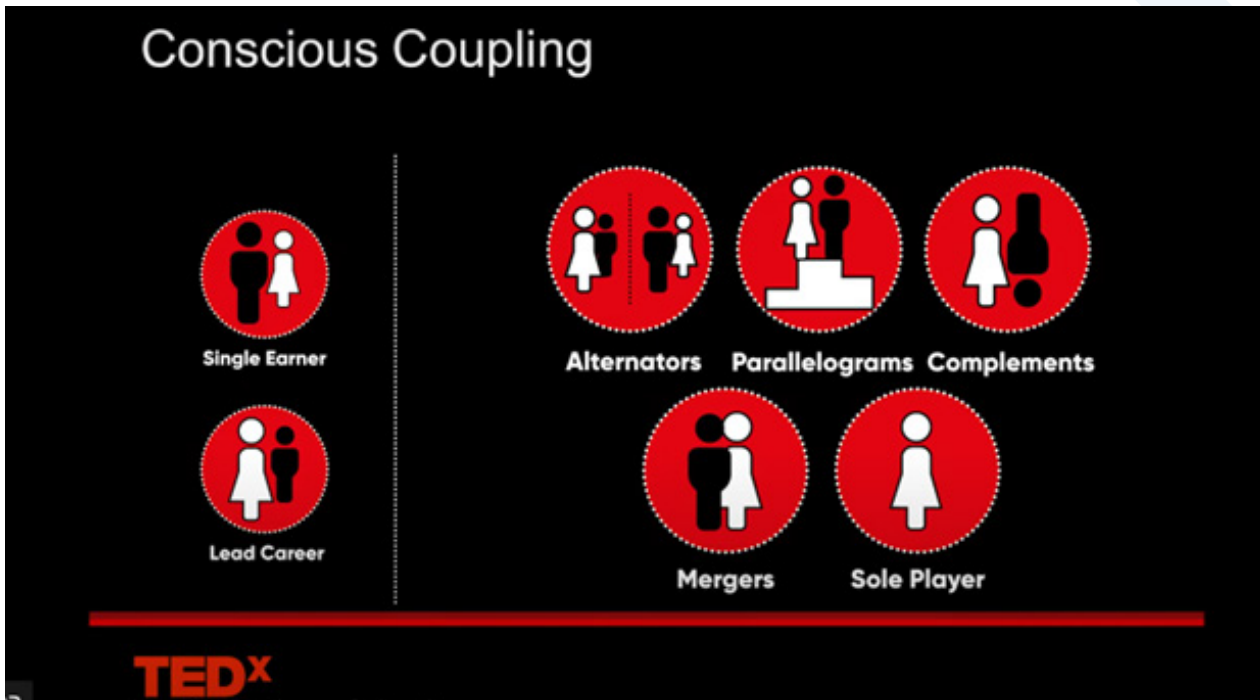 Conscious Coupling
Single Earner
Lead Career
Alternators
Parallelograms
Complements
Mergers
Sole Player
TEDx